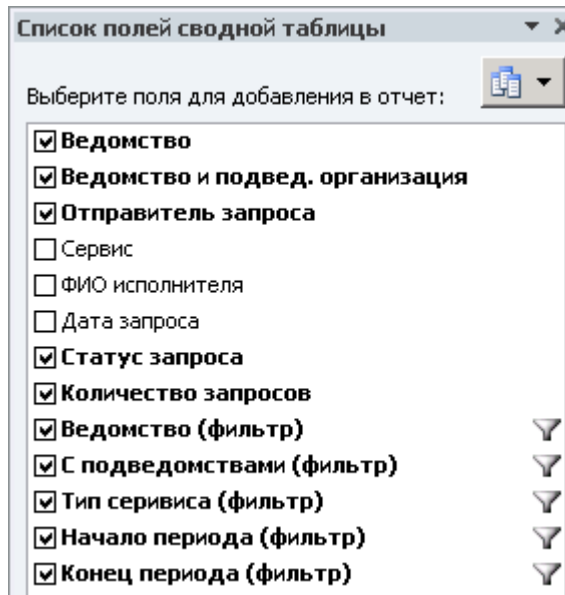 Список полей сводной таблицы
Выберите поля для добавления в отчет:
Ведомство
Ведомство и подвед. организация
Отправитель запроса
Сервис
ФИО исполнителя
Дата запроса
Статус запроса
Количество запросов
Ведомство (фильтр)
С подведомствами (фильтр)
Тип серивиса (фильтр)
Начало периода (фильтр)
Конец периода (фильтр)